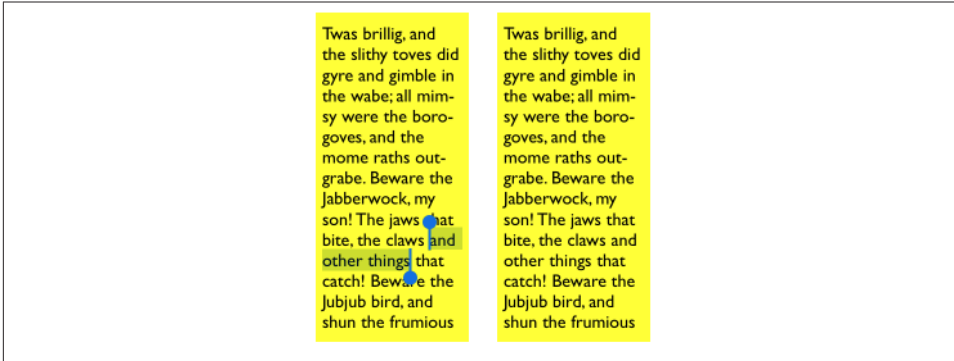 Twas brillig, and
the slithy toves did
gyre and gimble in
the wabe; all mim-
sy were the boro-
goves, and the
mome raths out-
grabe. Beware the
Jabberwock, my
son! The jaws that
bite, the claws and
other things that
catch! Beware the
Jubjub bird, and
shun the frumious
Twas brillig, and
the slithy toves did
gyre and gimble in
the wabe; all mim-
sy were the boro-
goves, and the
mome raths out-
grabe. Beware the
Jabberwock, my
son! The jaws that
bite, the claws and
other things that
catch! Beware the
Jubjub bird, and
shun the frumious